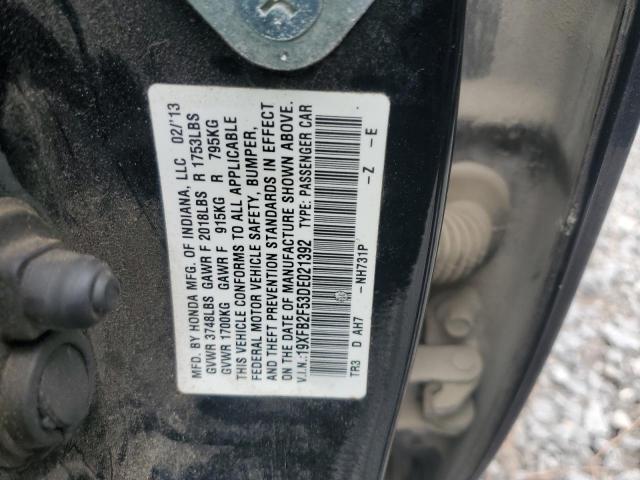 MFD. BY HONDA MFG. OF INDIANA, LLC 02/'13
GVWR 3748LBS GAWR F 2018LBS R 1753LBS
GVWR 1700KG GAWR F 915KG R 795KG
THIS VEHICLE CONFORMS TO ALL APPLICABLE
FEDERAL MOTOR VEHICLE SAFETY, BUMPER,
AND THEFT PREVENTION STANDARDS IN EFFECT
ON THE DATE OF MANUFACTURE SHOWN ABOVE.
V.I.N.:19XFB2F53DE021392 TYPE: PASSENGER CAR
TR3 D AH7 -NH731P -Z -E